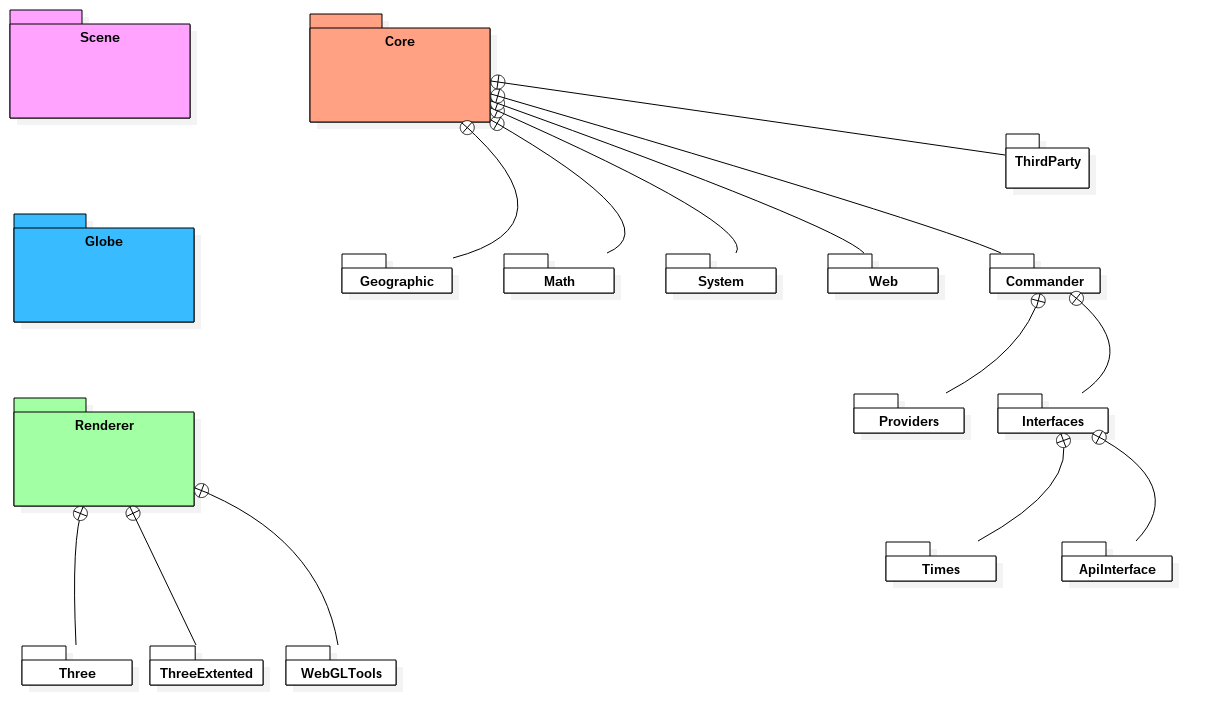 Scene
Core
ThirdParty
Globe
Geographic
Math
System
Web
Commander
Renderer
Providers
Interfaces
Times
ApiInterface
Three
ThreeExtented
WebGLTools